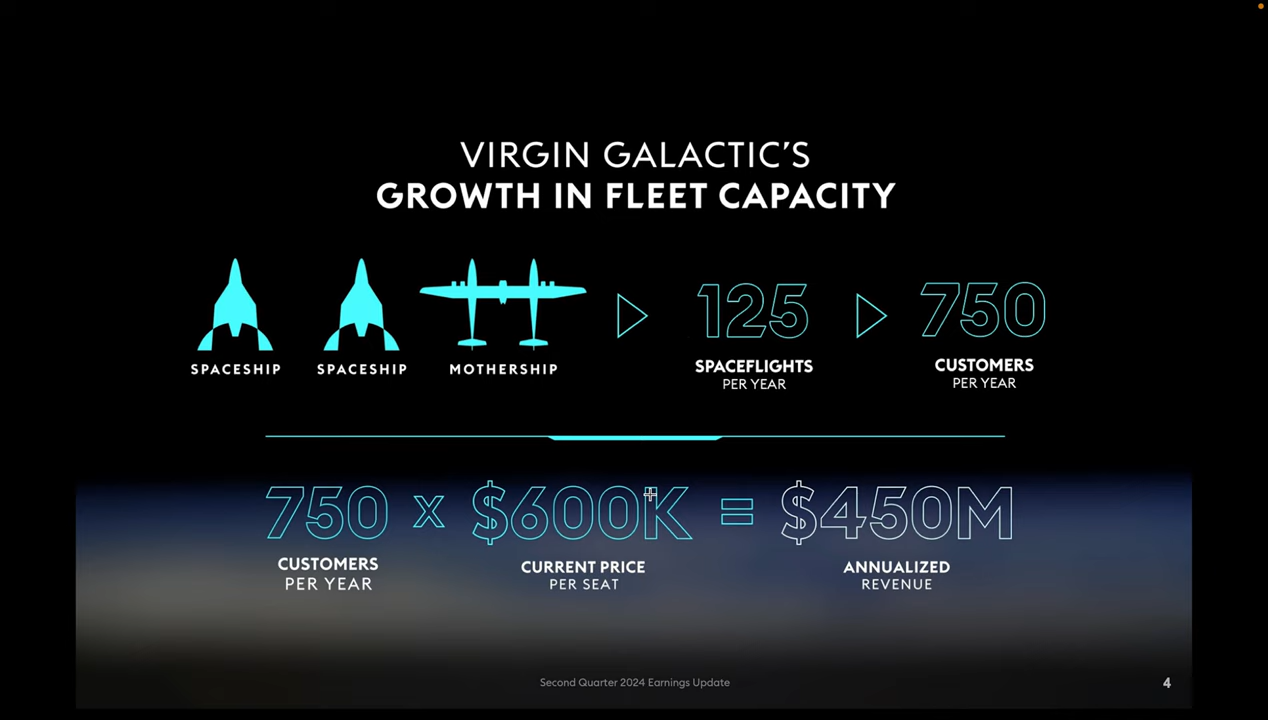 VIRGIN GALACTIC'S
GROWTH IN FLEET CAPACITY
SPACESHIP
SPACESHIP
MOTHERSHIP
125
SPACEFLIGHTS
PER YEAR
750
CUSTOMERS
PER YEAR
750 x $600K = $450M
CUSTOMERS
PER YEAR
CURRENT PRICE
PER SEAT
ANNUALIZED
REVENUE
Second Quarter 2024 Earnings Update
4